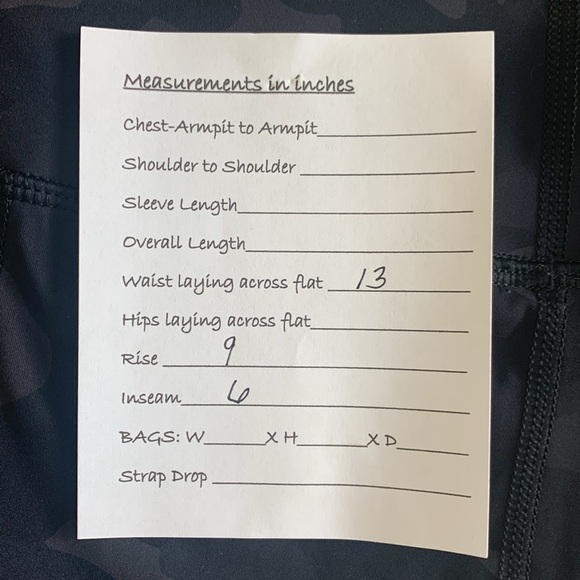 Measurements in inches
Chest-Armpit to Armpit
Shoulder to Shoulder
Sleeve Length
Overall Length
Waist laying across flat 13
Hips laying across flat
Rise 9
Inseam 6
BAGS: W X H X D
Strap Drop